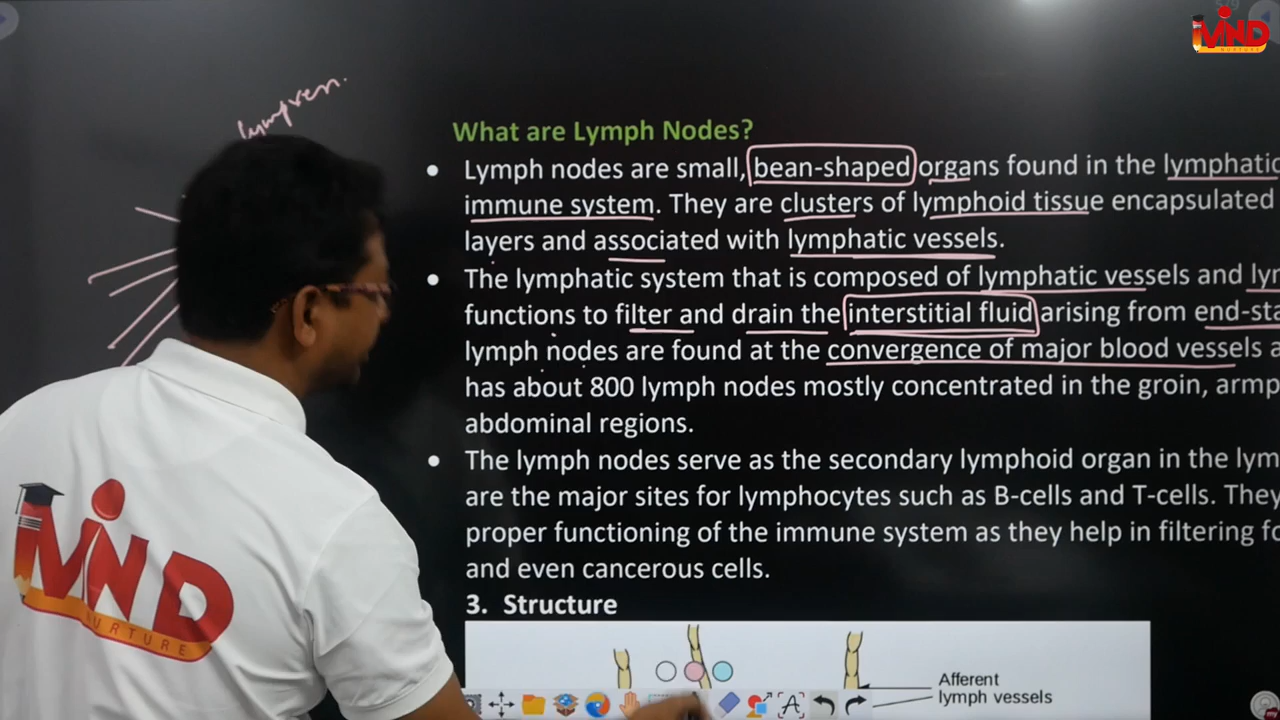 MIND
NURTURE
What are Lymph Nodes?
• Lymph nodes are small, bean-shaped organs found in the lymphatic
immune system. They are clusters of lymphoid tissue encapsulated
layers and associated with lymphatic vessels.
• The lymphatic system that is composed of lymphatic vessels and
functions to filter and drain the interstitial fluid arising from
lymph nodes are found at the convergence of major blood vessels
has about 800 lymph nodes mostly concentrated in the groin,
abdominal regions.
• The lymph nodes serve as the secondary lymphoid organ in the
are the major sites for lymphocytes such as B-cells and T-cells. They
proper functioning of the immune system as they help in filtering
and even cancerous cells.
3. Structure
Afferent
lymph vessels
MIND
NURTURE